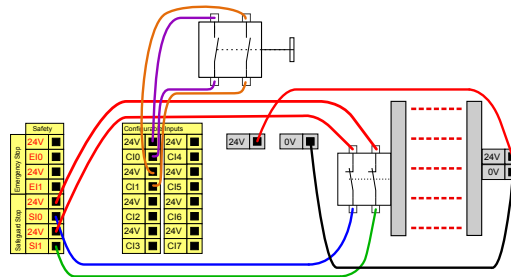 Safety
Configurable Inputs
Emergency Stop
24V
EI0
24V
EI1
Safeguard Stop
24V
SI0
24V
SI1
24V
CI0
24V
CI1
24V
CI2
24V
CI3
24V
CI4
24V
CI5
24V
CI6
24V
CI7
24V
0V
24V
0V